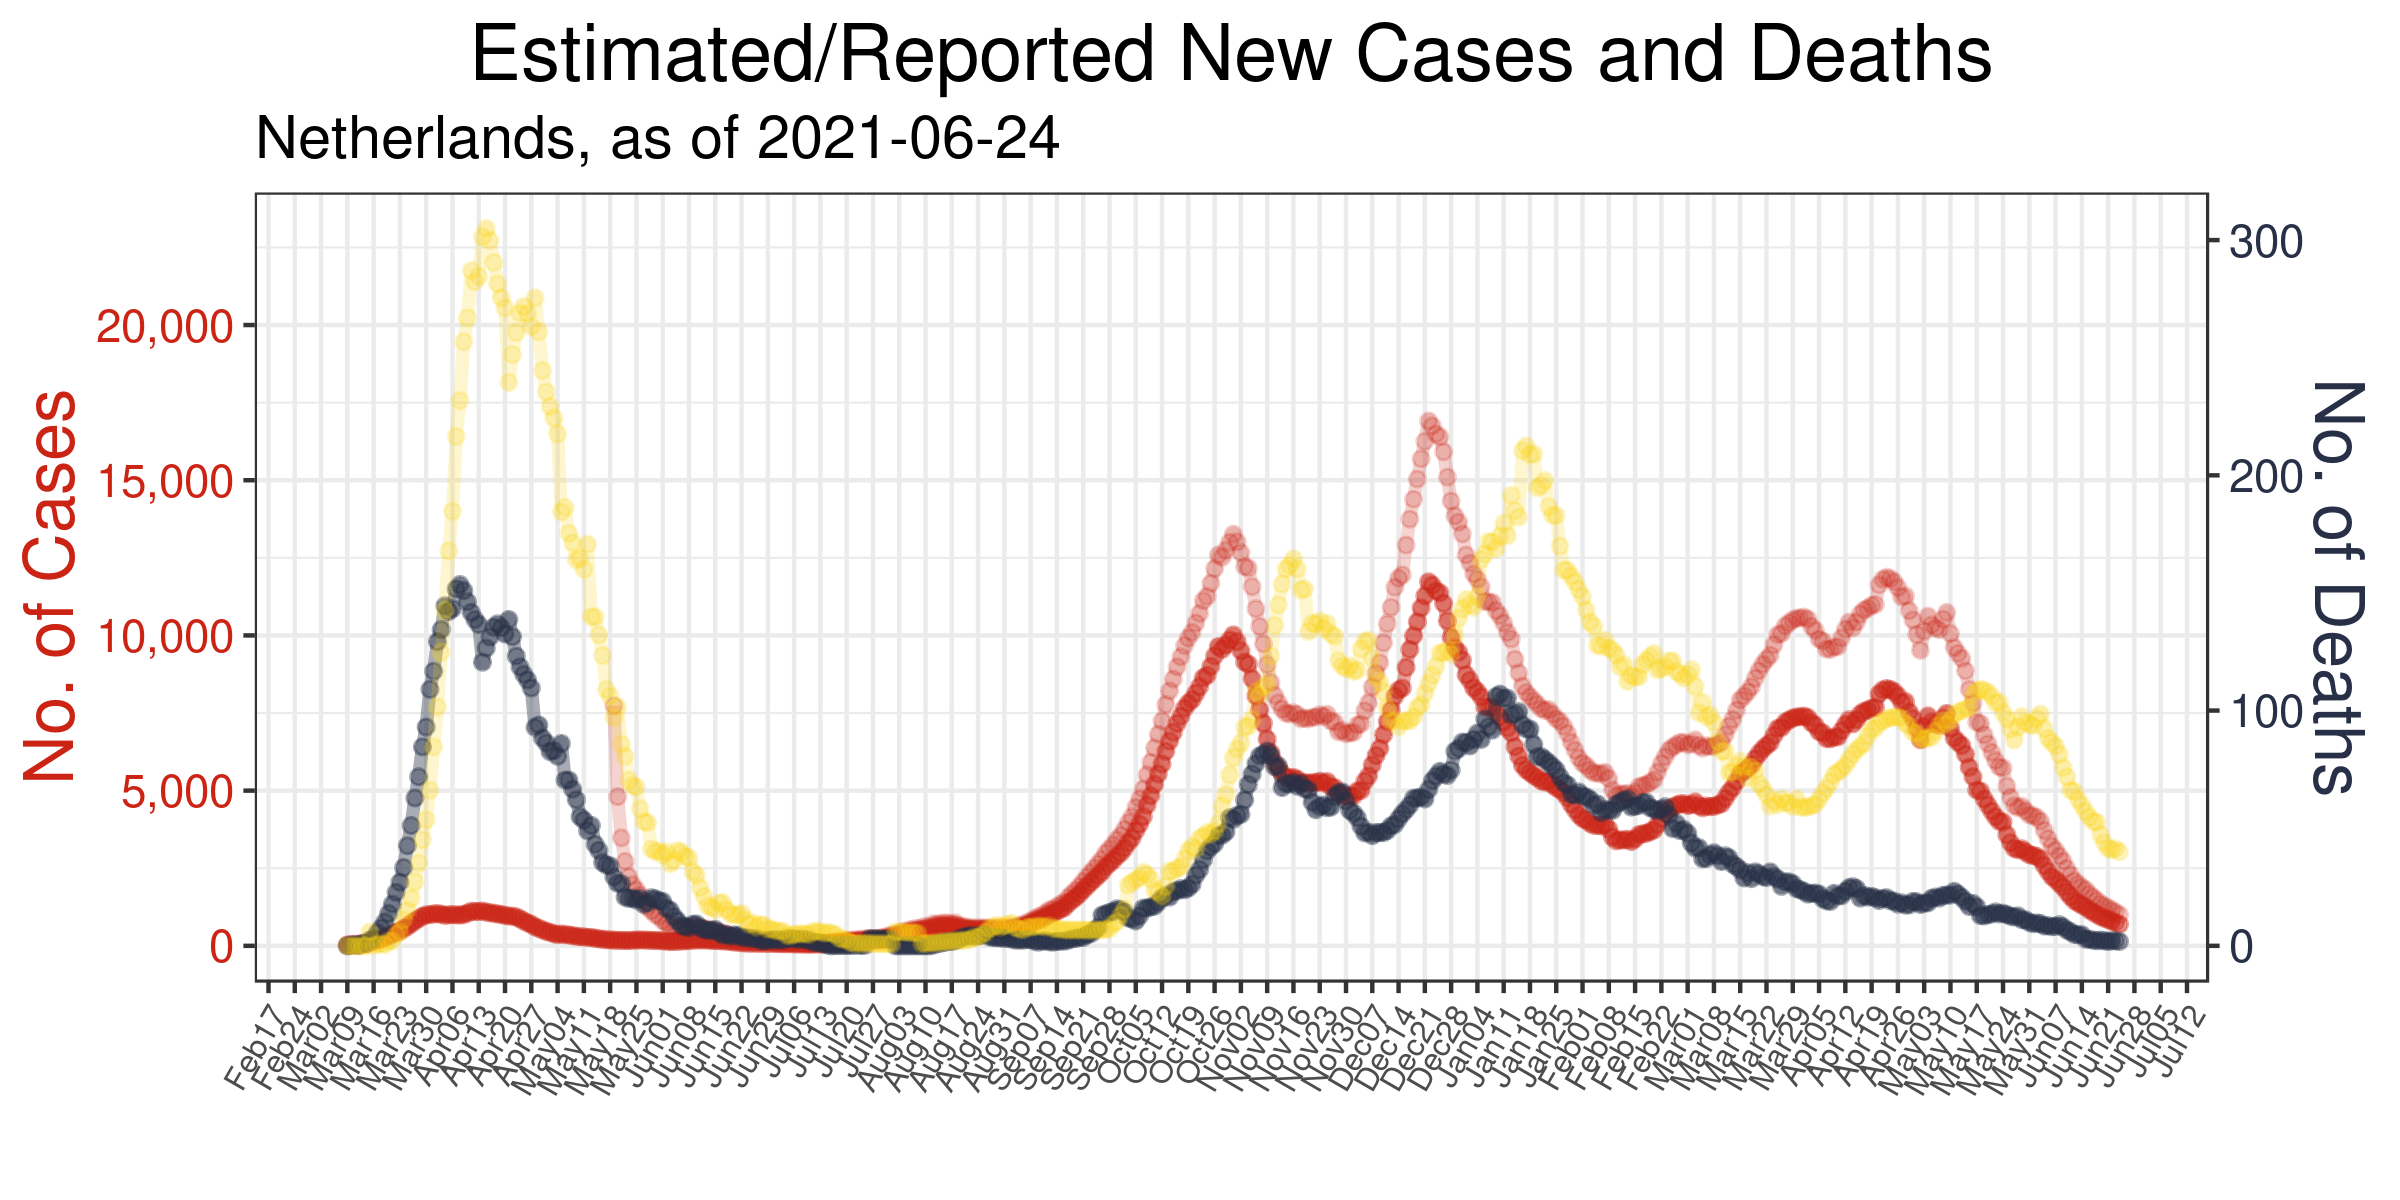 Estimated/Reported New Cases and Deaths
Netherlands, as of 2021-06-24
No. of Cases
20,000
15,000
10,000
5,000
0
300
200
100
0
No. of Deaths
Feb17
Feb24
Mar02
Mar09
Mar16
Mar23
Mar30
Apr06
Apr13
Apr20
Apr27
May04
May11
May18
May25
Jun01
Jun08
Jun15
Jun22
Jun29
Jul06
Jul13
Jul20
Jul27
Aug03
Aug10
Aug17
Aug24
Aug31
Sep07
Sep14
Sep21
Sep28
Oct05
Oct12
Oct19
Oct26
Nov02
Nov09
Nov16
Nov23
Nov30
Dec07
Dec14
Dec21
Dec28
Jan04
Jan11
Jan18
Jan25
Feb01
Feb08
Feb15
Feb22
Mar01
Mar08
Mar15
Mar22
Mar29
Apr05
Apr12
Apr19
Apr26
May03
May10
May17
May24
May31
Jun07
Jun14
Jun21
Jun28
Jul05
Jul12